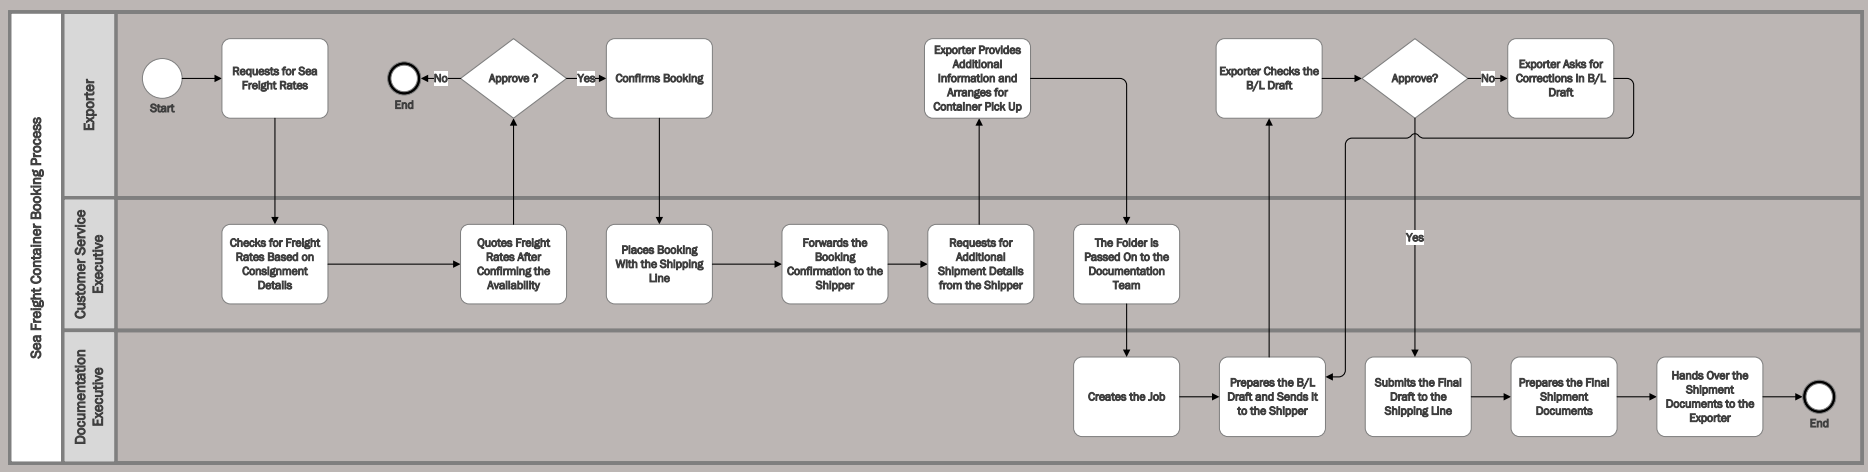 Sea Freight Container Booking Process
Exporter
Start
Requests for Sea
Freight Rates
End
No
Approve ?
Yes
Confirms Booking
Exporter Provides
Additional
Information and
Arranges for
Container Pick Up
Exporter Checks the
B/L Draft
Approve?
No
Exporter Asks for
Corrections in B/L
Draft
Yes
Customer Service
Executive
Checks for Freight
Rates Based on
Consignment
Details
Quotes Freight
Rates After
Confirming the
Availability
Places Booking
With the Shipping
Line
Forwards the
Booking
Confirmation to the
Shipper
Requests for
Additional
Shipment Details
from the Shipper
The Folder is
Passed On to the
Documentation
Team
Documentation
Executive
Creates the Job
Prepares the B/L
Draft and Sends it
to the Shipper
Submits the Final
Draft to the
Shipping Line
Prepares the Final
Shipment
Documents
Hands Over the
Shipment
Documents to the
Exporter
End